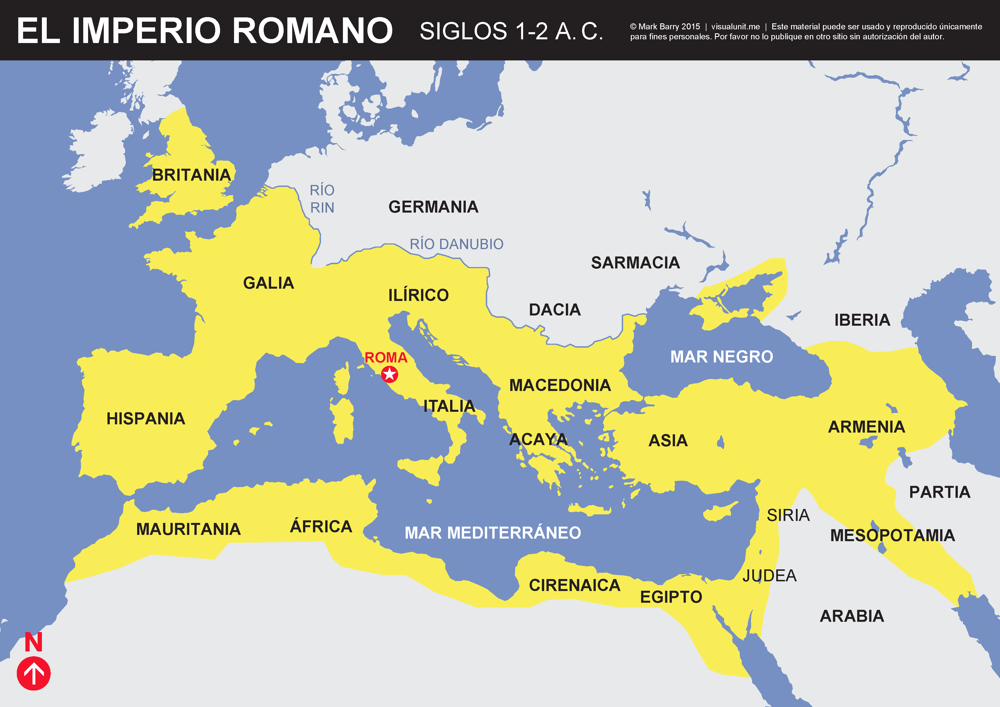 EL IMPERIO ROMANO SIGLOS 1-2 A. C.
© Mark Barry 2015 | visualunit.me | Este material puede ser usado y reproducido únicamente
para fines personales. Por favor no lo publique en otro sitio sin autorización del autor.
BRITANIA
RÍO
RIN
GERMANIA
RÍO DANUBIO
SARMACIA
GALIA
ILÍRICO
DACIA
IBERIA
ROMA
MAR NEGRO
MACEDONIA
ITALIA
HISPANIA
ARMENIA
ACAYA
ASIA
PARTIA
SIRIA
MAURITANIA
ÁFRICA
MAR MEDITERRÁNEO
MESOPOTAMIA
JUDEA
CIRENAICA
EGIPTO
ARABIA
N